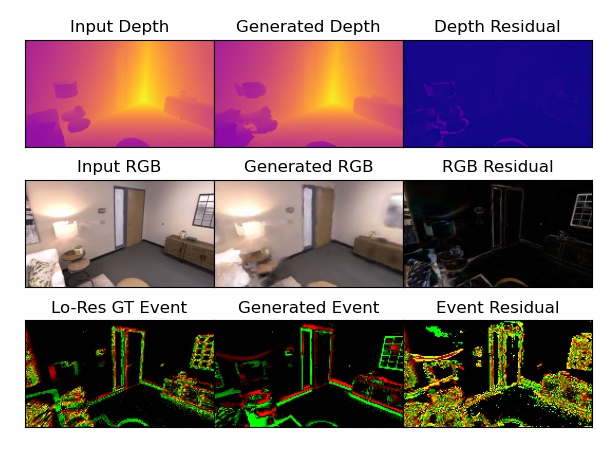 Input Depth Generated Depth Depth Residual
Input RGB Generated RGB RGB Residual
Lo-Res GT Event Generated Event Event Residual